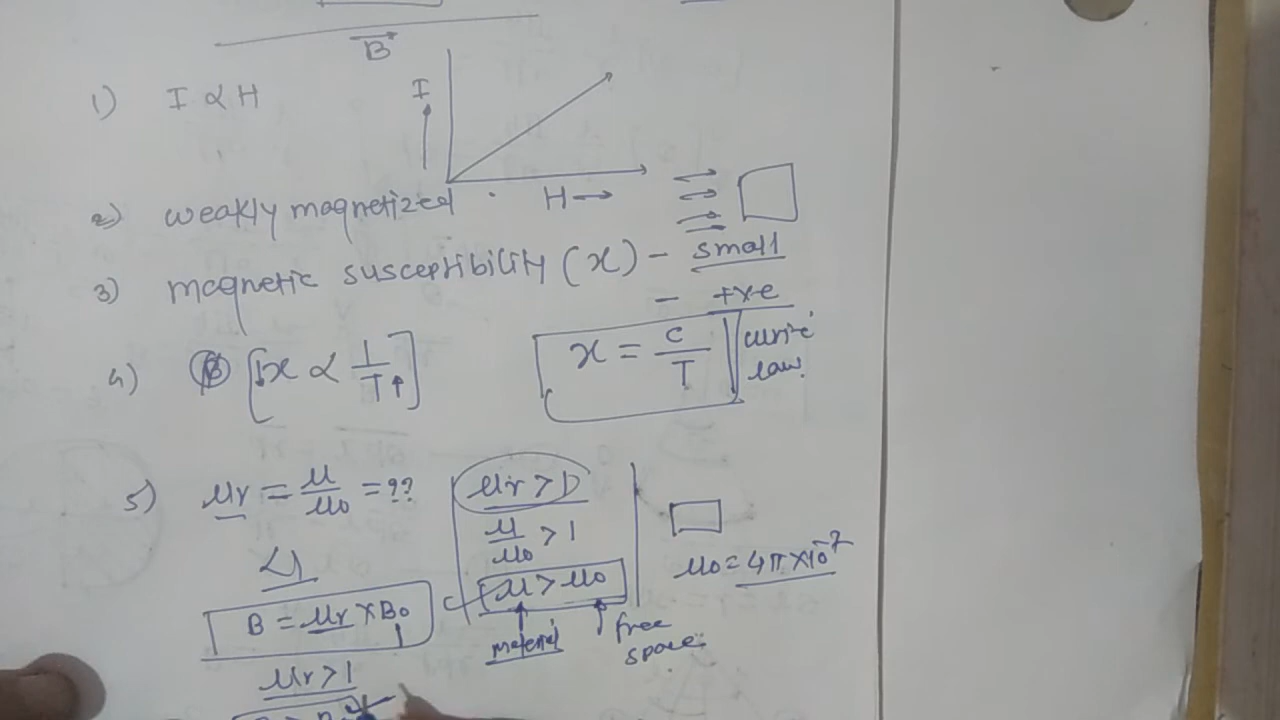 B
1) I ∝ H
I
2) weakly magnetized
H →
3) magnetic susceptibility (x) - small
- +ve
4) [x ∝ 1/T↑]
x = c/T
curie law.
5) μr = μ/μ0 = ??
<1
B = μr × B0
μr > 1
μr > 1
μ/μ0 > 1
μ > μ0
material
free space.
μ0 = 4π×10⁻⁷